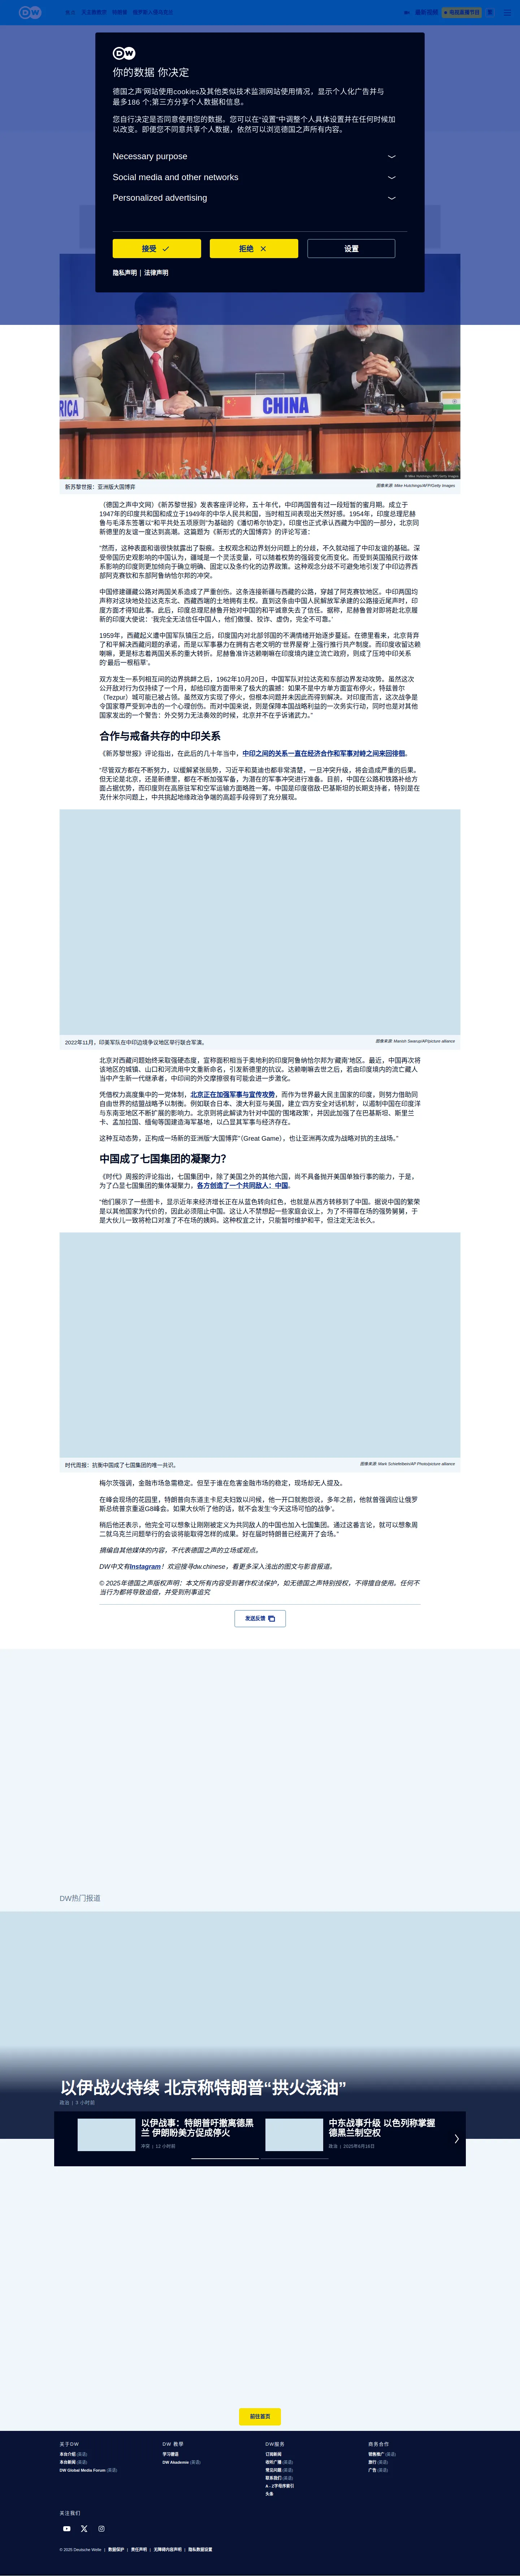 你的数据 你决定
德国之声'网站使用cookies及其他类似技术监测网站使用情况，显示个人化广告并与
最多186 个;第三方分享个人数据和信息。
您自行决定是否同意使用您的数据。您可以在“设置”中调整个人具体设置并在任何时候加
以改变。即便您不同意共享个人数据，依然可以浏览德国之声所有内容。
Necessary purpose
Social media and other networks
Personalized advertising
接受
拒绝
设置
隐私声明 | 法律声明
CHINA
新苏黎世报：亚洲版大国博弈
图像来源: Mike Hutchings/AFP/Getty Images
（德国之声中文网）《新苏黎世报》发表客座评论称，五十年代，中印两国曾有过一段短暂的蜜月期。成立于
1947年的印度共和国和成立于1949年的中华人民共和国，当时相互间表现出天然好感。1954年，印度总理尼赫
鲁与毛泽东签署以“和平共处五项原则”为基础的《潘切希尔协定》，印度也正式承认西藏为中国的一部分，北京同
新德里的友谊一度达到高潮。这篇题为《新形式的大国博弈》的评论写道：
“然而，这种表面和谐很快就露出了裂痕。主权观念和边界划分问题上的分歧，不久就动摇了中印友谊的基础。深
受帝国历史观影响的中国认为，疆域是一个灵活变量，可以根据历史、文化与势力范围的强弱变化而变化。而受到英国殖民行政体
系影响的印度则更加倾向于确立明确、固定以及条约化的边界政策。这种观念分歧不可避免地引发了中印边界西
部阿克赛钦和东部阿鲁纳恰尔邦的冲突。
中国修建疆藏公路对两国关系造成了严重创伤。这条连接新疆与西藏的公路，穿越了阿克赛钦地区。中印两国均
声称对这块地处拉达克东北、西藏西端的土地拥有主权。直到这条由中国人民解放军承建的公路接近尾声时，印
度方面才得知此事。此后，印度总理尼赫鲁开始对中国的和平诚意失去了信任。据称，尼赫鲁曾对即将赴北京履
新的印度大使说：‘我完全无法信任中国人，他们傲慢、狡诈、虚伪，完全不可靠。’
1959年，西藏起义遭中国军队镇压之后，印度国内对北部邻国的不满情绪开始逐步蔓延。在德里看来，北京背弃
了和平解决西藏问题的承诺，而是以军事暴力在拥有古老文明的‘世界屋脊’上强行推行共产制度。而印度收留达赖
喇嘛，更是标志着两国关系的重大转折。尼赫鲁准许达赖喇嘛在印度境内建立流亡政府，则成了压垮中印关系
的‘最后一根稻草’。
双方发生一系列相互间的边界挑衅之后，1962年10月20日，中国军队对拉达克和东部边界发动攻势。虽然这次
公开敌对行为仅持续了一个月，却给印度方面带来了极大的震撼：如果不是中方单方面宣布停火，特兹普尔
（Tezpur）城可能已被占领。虽然双方实现了停火，但根本问题并未因此而得到解决。对印度而言，这次战争是
令国家尊严受到冲击的一个心理创伤。而对中国来说，则是保障本国战略利益的一次务实行动，同时也是对其他
国家发出的一个警告：外交努力无法奏效的时候，北京并不在乎诉诸武力。”
合作与戒备共存的中印关系
《新苏黎世报》评论指出，在此后的几十年当中，中印之间的关系一直在经济合作和军事对峙之间来回徘徊。
“尽管双方都在不断努力，以缓解紧张局势，习近平和莫迪也都非常清楚，一旦冲突升级，将会造成严重的后果。
但无论是北京，还是新德里，都在不断加强军备，为潜在的军事冲突进行准备。目前，中国在公路和铁路补给方
面占据优势，而印度则在高原驻军和空军运输方面略胜一筹。中国是印度宿敌-巴基斯坦的长期支持者，特别是在
克什米尔问题上，中共挑起地缘政治争端的高超手段得到了充分展现。
2022年11月，印美军队在中印边境争议地区举行联合军演。
图像来源: Manish Swarup/AP/picture alliance
北京对西藏问题始终采取强硬态度，宣称面积相当于奥地利的印度阿鲁纳恰尔邦为‘藏南’地区。最近，中国再次将
该地区的城镇、山口和河流用中文重新命名，引发新德里的抗议。达赖喇嘛去世之后，若由印度境内的流亡藏人
当中产生新一代继承者，中印间的外交摩擦很有可能会进一步激化。
凭借权力高度集中的一党体制，北京正在加强军事与宣传攻势，而作为世界最大民主国家的印度，则努力借助同
由国与世界的结盟战略予以制衡。例如联合日本、澳大利亚与美国，建立‘四方安全对话机制’，以遏制中国在印度洋
与东南亚地区不断扩展的影响力。北京则将此解读为针对中国的‘围堵政策’，并因此加强了在巴基斯坦、斯里兰
卡、孟加拉国、缅甸等国建造海军基地，以凸显其军事与经济存在。
这种互动态势，正构成一场新的亚洲版“大国博弈”（Great Game），也让亚洲再次成为战略对抗的主战场。”
中国成了七国集团的凝聚力？
《时代》周报的评论指出，七国集团中，除了美国之外的其他六国，尚不具备抛开美国单独行事的能力，于是，
为了凸显七国集团的集体凝聚力，各方创造了一个共同敌人：中国。
“他们展示了一些图卡，显示近年来经济增长正在从蓝色转向红色，也就是从西方转移到了中国。据说中国的繁荣
是以其他国家为代价的，因此必须阻止中国。这让人不禁想起一些家庭会议上，为了不得罪在场的强势舅舅，于
是大伙儿一致将枪口对准了不在场的姨妈。这种权宜之计，只能暂时维护和平，但注定无法长久。
时代周报：抗衡中国成了七国集团的唯一共识。
图像来源: Mark Schiefelbein/AP Photo/picture alliance
梅尔茨强调，金融市场急需稳定。但至于谁在危害金融市场的稳定，现场却无人提及。
在峰会现场的花园里，特朗普向东道主卡尼夫妇致以问候，他一开口就抱怨说，多年之前，他就曾强调应让俄罗
斯总统普京重返G8峰会。如果大伙听了他的话，就不会发生‘今天这场可怕的战争’。
稍后他还表示，他完全可以想象让刚刚被定义为共同敌人的中国也加入七国集团。通过这番言论，就可以想象周
二就乌克兰问题举行的会谈将能取得怎样的成果。好在届时特朗普已经离开了会场。”
摘编自其他媒体的内容，不代表德国之声的立场或观点。
DW中文有Instagram！欢迎搜寻dw.chinese，看更多深入浅出的图文与影音报道。
© 2025年德国之声版权声明：本文所有内容受到著作权法保护，如无德国之声特别授权，不得擅自使用。任何不
当行为都将导致追偿，并受到刑事追究
发送反馈
DW热门报道
以伊战火持续 北京称特朗普“拱火浇油”
政治 | 3 小时前
以伊战事：特朗普吁撤离德黑
兰 伊朗盼美方促成停火
冲突 | 12 小时前
中东战事升级 以色列称掌握
德黑兰制空权
政治 | 2025年6月16日
前往首页
关于DW
本台介绍 (英语)
本台新闻 (英语)
DW Global Media Forum (英语)
DW 教學
学习德语
DW Akademie (英语)
DW服务
订阅新闻
收听广播 (英语)
常见问题 (英语)
联系我们 (英语)
A - Z字母序索引
头条
商务合作
销售推广 (英语)
旅行 (英语)
广告 (英语)
关注我们
© 2025 Deutsche Welle | 数据保护 | 责任声明 | 无障碍内容声明 | 隐私数据设置